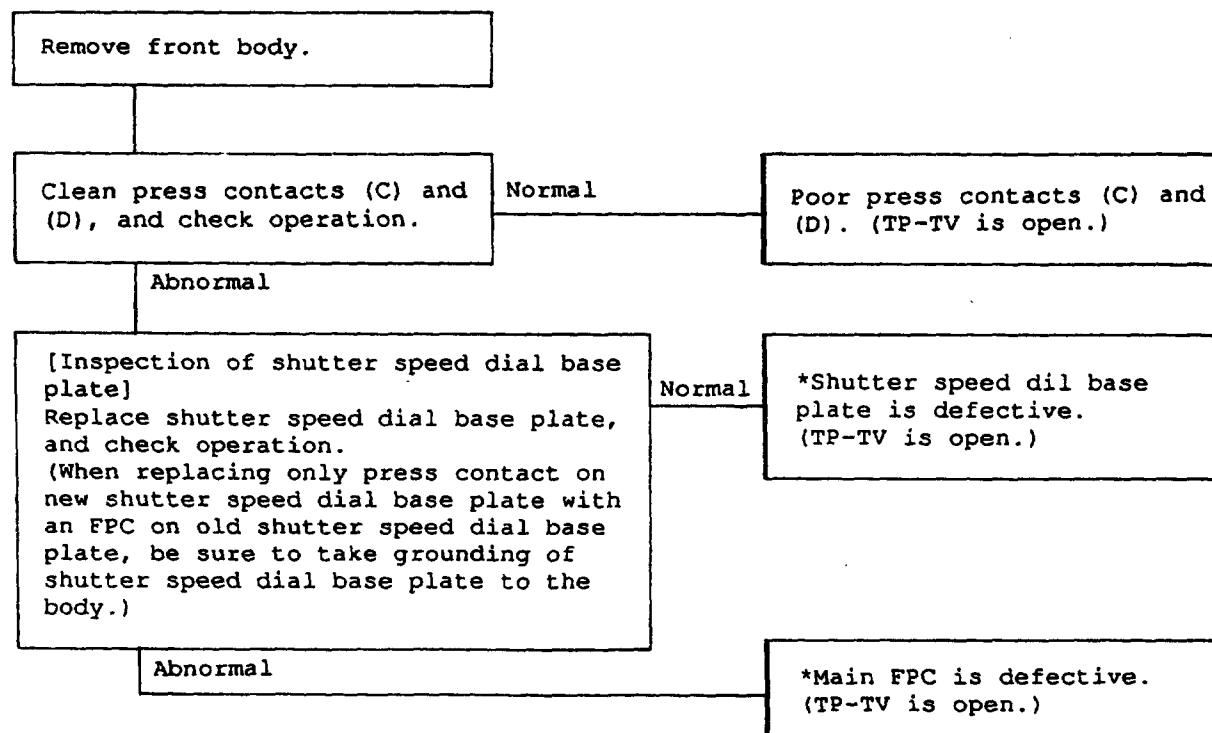 Remove front body.
Clean press contacts (C) and
(D), and check operation.
Normal
Poor press contacts (C) and
(D). (TP-TV is open.)
Abnormal
[Inspection of shutter speed dial base
plate]
Replace shutter speed dial base plate,
and check operation.
(When replacing only press contact on
new shutter speed dial base plate with
an FPC on old shutter speed dial base
plate, be sure to take grounding of
shutter speed dial base plate to the
body.)
Normal
*Shutter speed dil base
plate is defective.
(TP-TV is open.)
Abnormal
*Main FPC is defective.
(TP-TV is open.)